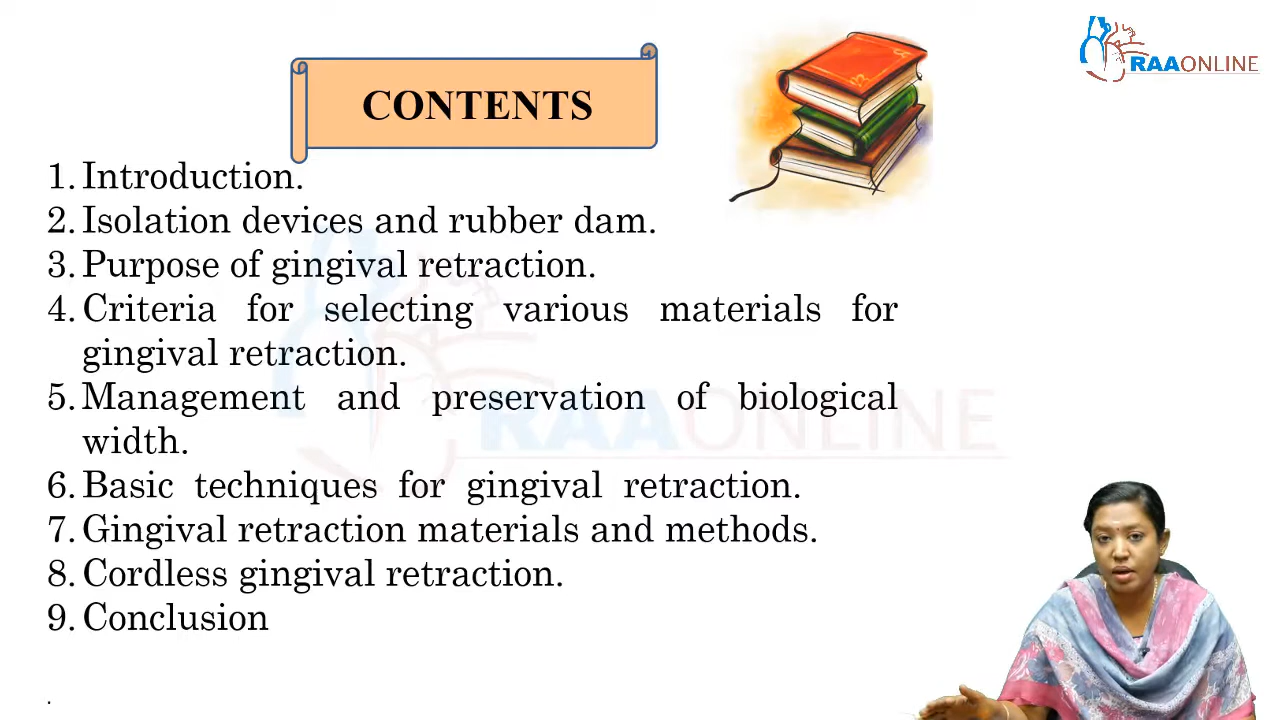 RAAONLINE
CONTENTS
1. Introduction.
2. Isolation devices and rubber dam.
3. Purpose of gingival retraction.
4. Criteria for selecting various materials for
gingival retraction.
5. Management and preservation of biological
width.
6. Basic techniques for gingival retraction.
7. Gingival retraction materials and methods.
8. Cordless gingival retraction.
9. Conclusion
.
RAAONLINE